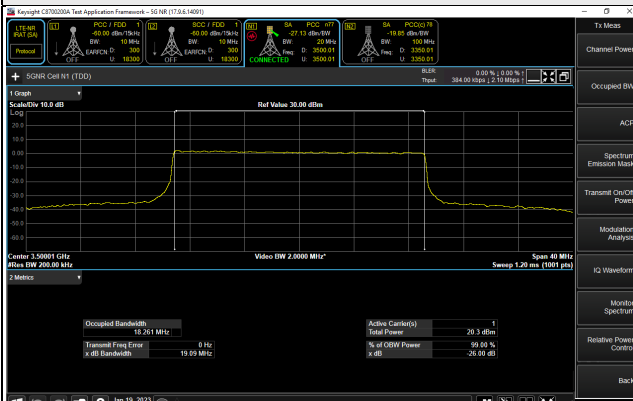 Keysight C8700200A Test Application Framework – 5G NR (17.9.6.14091)
LTE-NR
IRAT (SA)
Protocol
L1
PCC / FDD 1
-60.00 dBm/15kHz
BW: 10 MHz
EARFCN D: 300
OFF U: 18300
L2
SCC / FDD 1
-60.00 dBm/15kHz
BW: 10 MHz
EARFCN D: 300
OFF U: 18300
N1
SA PCC n77
-27.13 dBm/BW
BW: 20 MHz
Freq: D: 3500.01
CONNECTED U: 3500.01
N2
SA PCC(c) 78
-19.85 dBm/BW
BW: 100 MHz
Freq: D: 3350.01
OFF U: 3350.01
5GNR Cell N1 (TDD)
BLER: 0.00 % ↓ 0.00 % ↑
Thput: 384.00 kbps ↓ 2.10 Mbps ↑
1 Graph
Scale/Div 10.0 dB
Ref Value 30.00 dBm
Log
20.0
10.0
0.00
-10.0
-20.0
-30.0
-40.0
-50.0
-60.0
Center 3.50001 GHz
Video BW 2.0000 MHz*
Span 40 MHz
#Res BW 200.00 kHz
Sweep 1.20 ms (1001 pts)
2 Metrics
Occupied Bandwidth
18.261 MHz
Transmit Freq Error 0 Hz
x dB Bandwidth 19.09 MHz
Active Carrier(s) 1
Total Power 20.3 dBm
% of OBW Power 99.00 %
x dB -26.00 dB
Tx Meas
Channel Power
Occupied BW
ACP
Spectrum
Emission Mask
Transmit On/Off
Power
Modulation
Analysis
IQ Waveform
Monitor
Spectrum
Relative Power
Control
Back
Jan 19, 2023